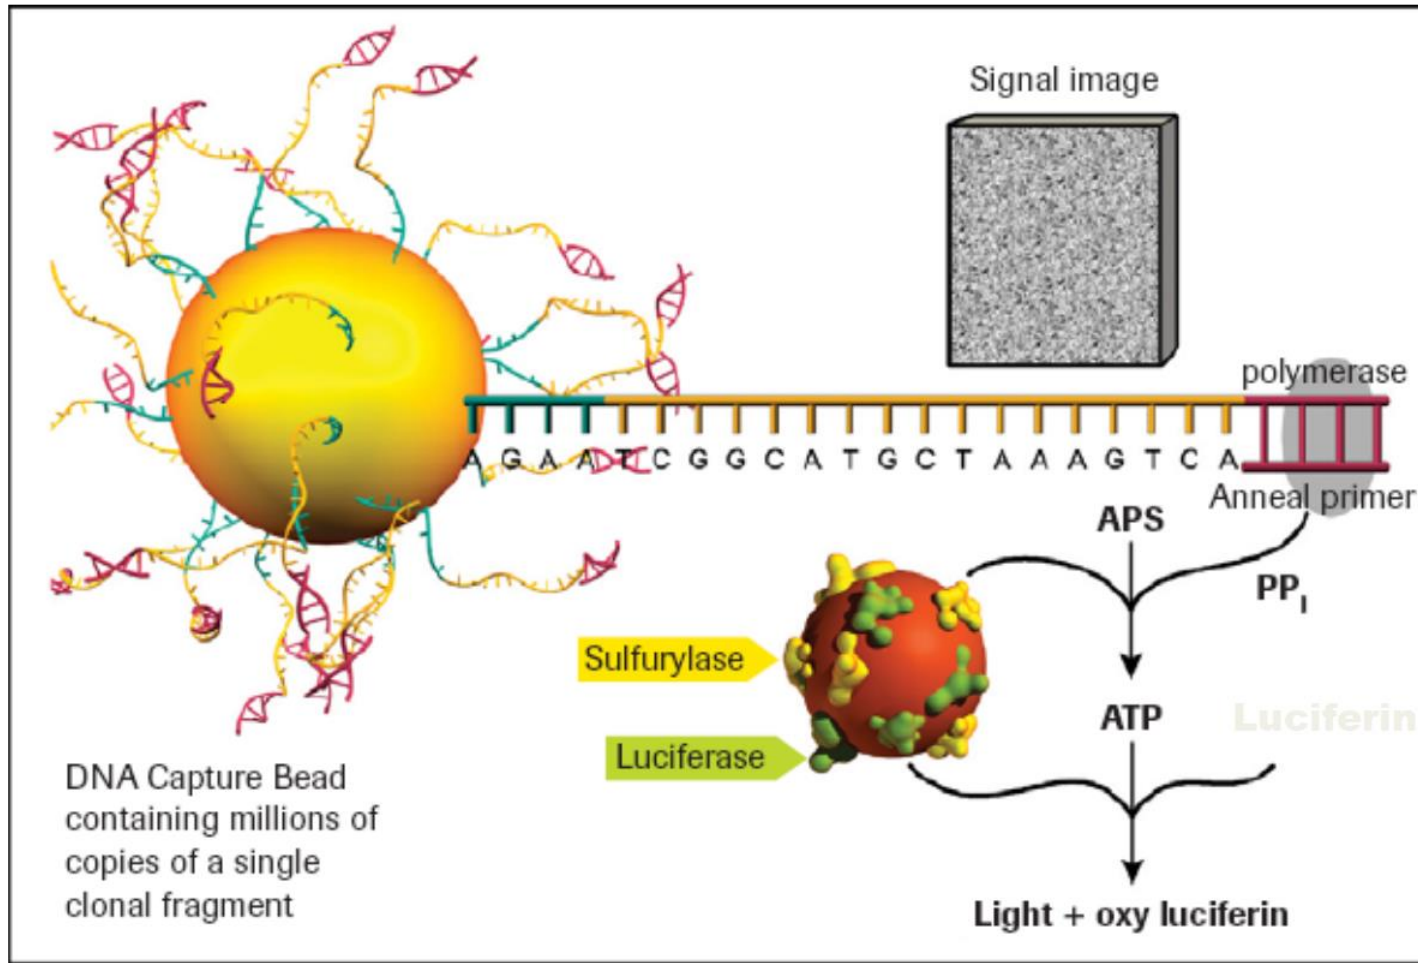 Signal image
polymerase
A G A A T C G G C A T G C T A A A G T C A
Anneal primer
APS
PPI
Sulfurylase
ATP
Luciferin
Luciferase
DNA Capture Bead
containing millions of
copies of a single
clonal fragment
Light + oxy luciferin